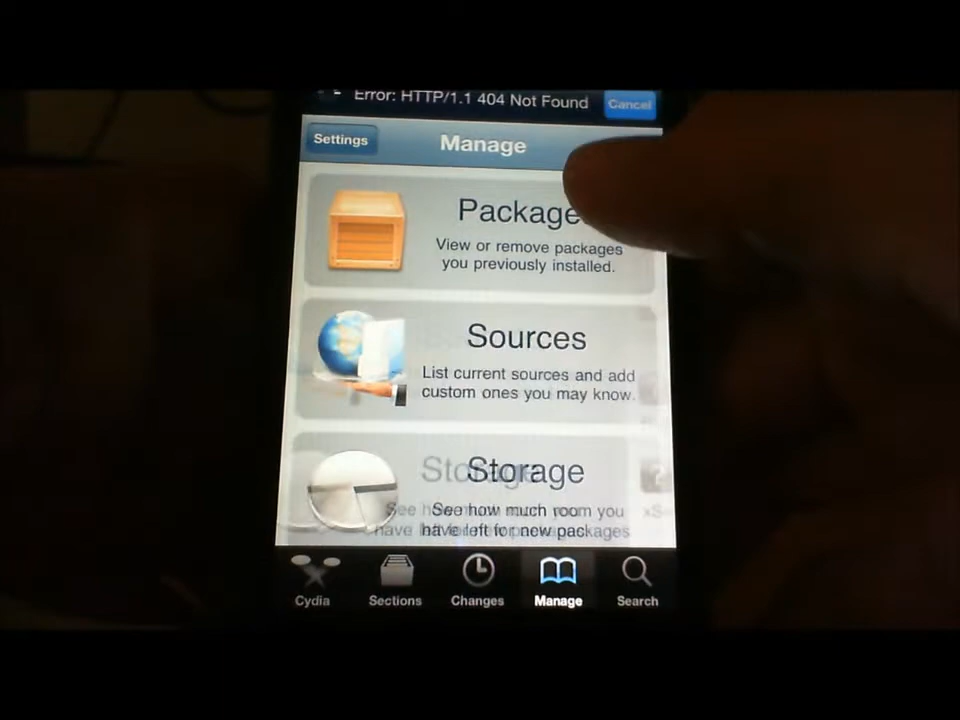 Error: HTTP/1.1 404 Not Found
Cancel
Settings
Manage
Package
View or remove packages
you previously installed.
Sources
List current sources and add
custom ones you may know.
Storage
See how much room you
have left for new packages
Cydia
Sections
Changes
Manage
Search